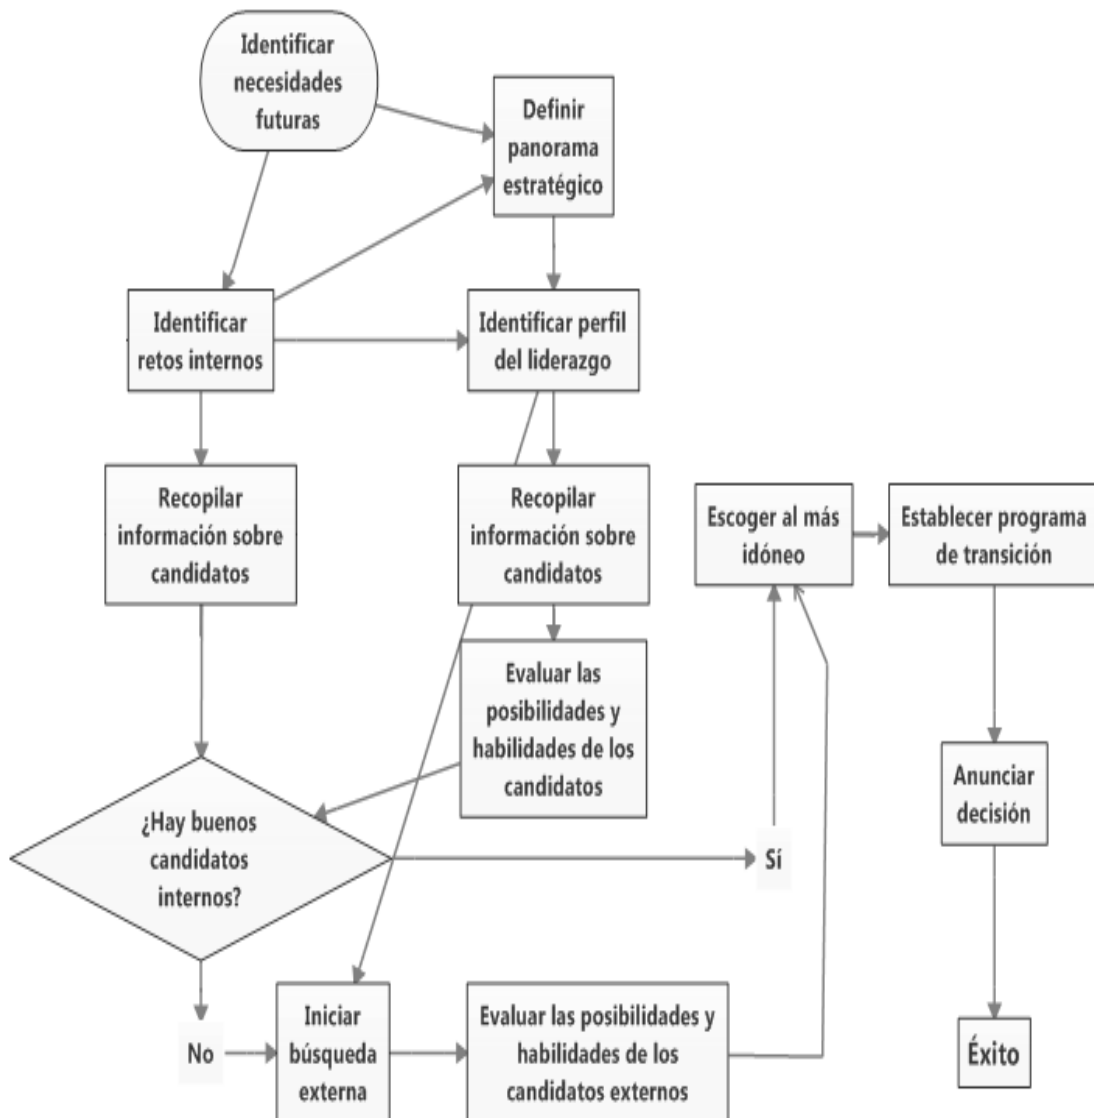 Identificar
necesidades
futuras
Definir
panorama
estratégico
Identificar
retos internos
Identificar perfil
del liderazgo
Recopilar
información sobre
candidatos
Recopilar
información sobre
candidatos
Escoger al más
idóneo
Establecer programa
de transición
Evaluar las
posibilidades y
habilidades de los
candidatos
Anunciar
decisión
¿Hay buenos
candidatos
internos?
Sí
No
Iniciar
búsqueda
externa
Evaluar las posibilidades y
habilidades de los
candidatos externos
Éxito